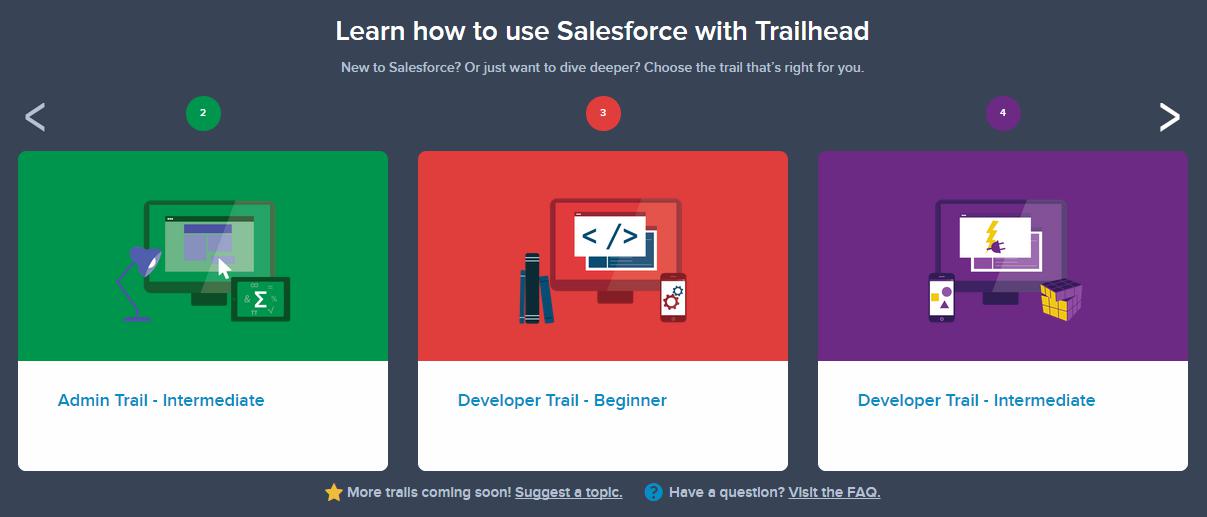 Learn how to use Salesforce with Trailhead
New to Salesforce? Or just want to dive deeper? Choose the trail that's right for you.
< 2 3 4 >
</>
& Σ %
∞ =
π √
Admin Trail - Intermediate
Developer Trail - Beginner
Developer Trail - Intermediate
More trails coming soon! Suggest a topic. ? Have a question? Visit the FAQ.